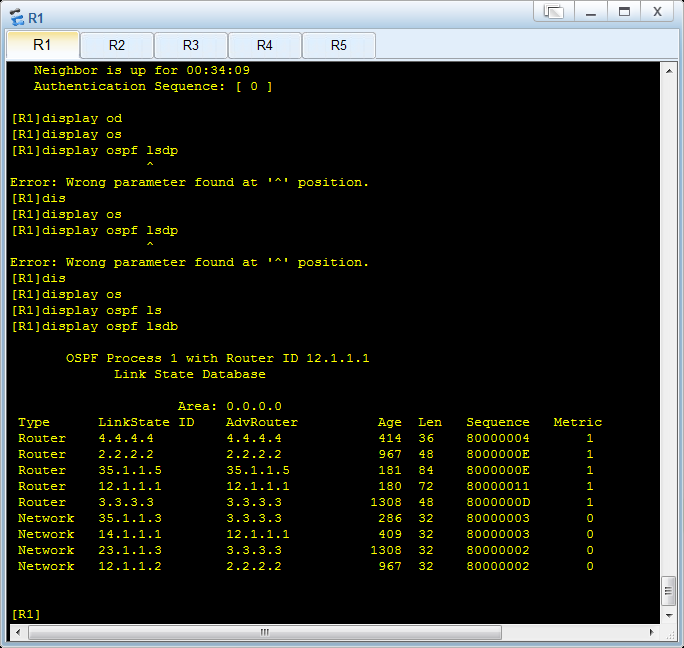 R1
R1 R2 R3 R4 R5
Neighbor is up for 00:34:09
Authentication Sequence: [ 0 ]
[R1]display od
[R1]display os
[R1]display ospf lsdp
^
Error: Wrong parameter found at '^' position.
[R1]dis
[R1]display os
[R1]display ospf lsdp
^
Error: Wrong parameter found at '^' position.
[R1]dis
[R1]display os
[R1]display ospf ls
[R1]display ospf lsdb
OSPF Process 1 with Router ID 12.1.1.1
Link State Database
Area: 0.0.0.0
Type LinkState ID AdvRouter Age Len Sequence Metric
Router 4.4.4.4 4.4.4.4 414 36 80000004 1
Router 2.2.2.2 2.2.2.2 967 48 8000000E 1
Router 35.1.1.5 35.1.1.5 181 84 8000000E 1
Router 12.1.1.1 12.1.1.1 180 72 80000011 1
Router 3.3.3.3 3.3.3.3 1308 48 8000000D 1
Network 35.1.1.3 3.3.3.3 286 32 80000003 0
Network 14.1.1.1 12.1.1.1 409 32 80000003 0
Network 23.1.1.3 3.3.3.3 1308 32 80000002 0
Network 12.1.1.2 2.2.2.2 967 32 80000002 0
[R1]